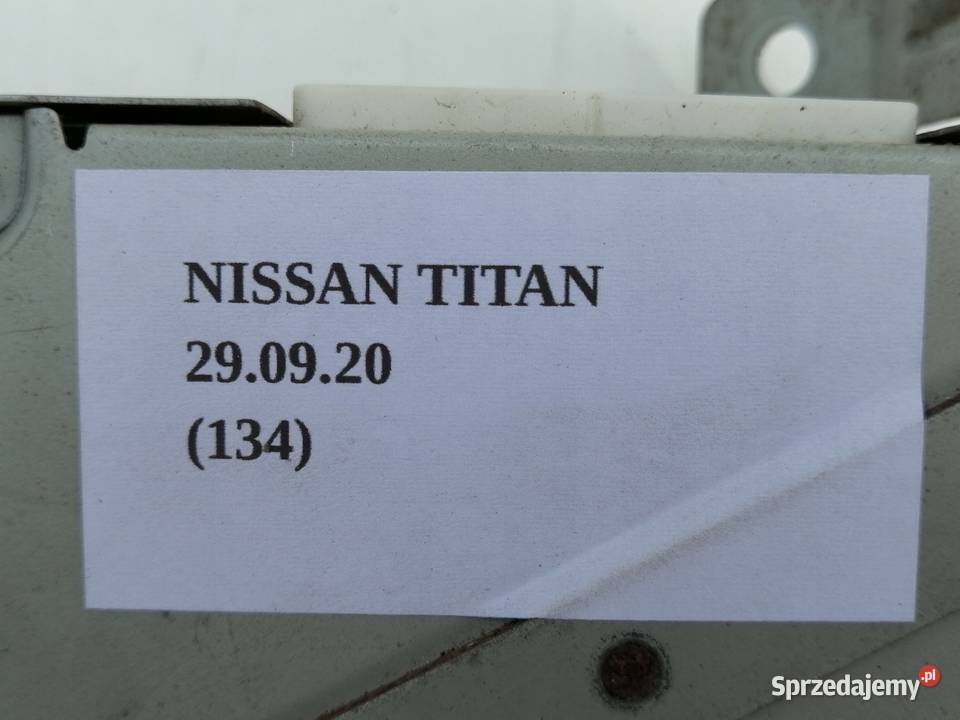 NISSAN TITAN
29.09.20
(134)
Sprzedajemy.pl